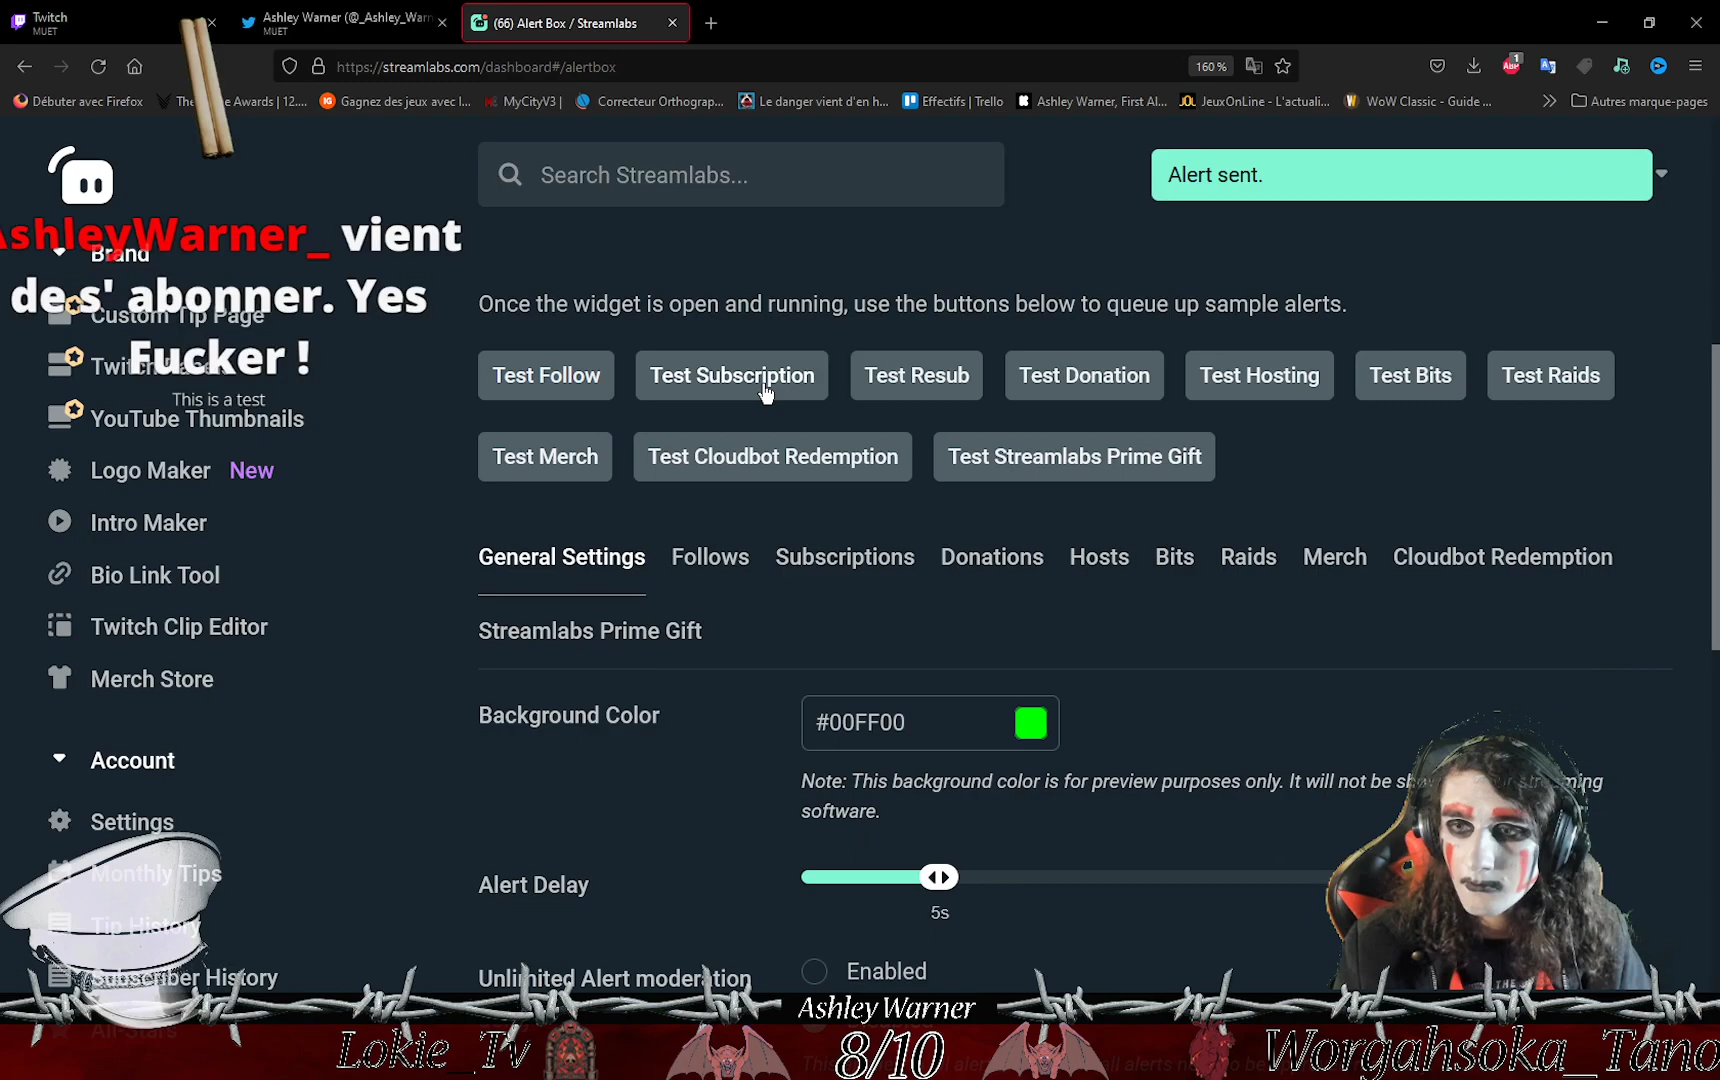 Twitch
MUET
Ashley Warner (@_Ashley_Warn
MUET
(66) Alert Box / Streamlabs
https://streamlabs.com/dashboard#/alertbox
160 %
Débuter avec Firefox
The
e Awards | 12....
Gagnez des jeux avec l...
MyCityV3 |
Correcteur Orthograp...
Le danger vient d'en h...
Effectifs | Trello
Ashley Warner, First Al...
JeuxOnLine - L'actuali...
WoW Classic - Guide ...
Autres marque-pages
Search Streamlabs...
Alert sent.
AshleyWarner_ vient
de s' abonner. Yes
Fucker !
This is a test
Brand
Custom Tip Page
YouTube Thumbnails
Logo Maker New
Intro Maker
Bio Link Tool
Twitch Clip Editor
Merch Store
Account
Settings
Monthly Tips
Tip History
Subscriber History
All-Stars
Once the widget is open and running, use the buttons below to queue up sample alerts.
Test Follow
Test Subscription
Test Resub
Test Donation
Test Hosting
Test Bits
Test Raids
Test Merch
Test Cloudbot Redemption
Test Streamlabs Prime Gift
General Settings
Follows
Subscriptions
Donations
Hosts
Bits
Raids
Merch
Cloudbot Redemption
Streamlabs Prime Gift
Background Color
#00FF00
Note: This background color is for preview purposes only. It will not be
software.
Alert Delay
5s
Unlimited Alert moderation
Enabled
Ashley Warner
Lokie_Tv
8/10
Worgahsoka_Tano